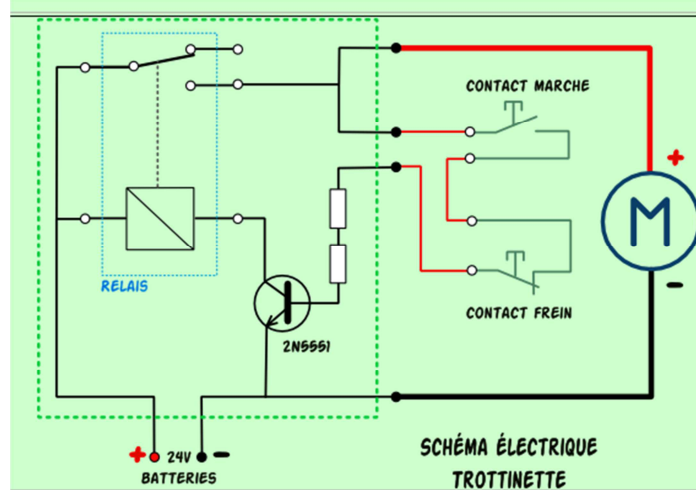 CONTACT MARCHE
+
M
RELAIS
-
CONTACT FREIN
2N5551
SCHÉMA ÉLECTRIQUE
TROTTINETTE
+ 24V -
BATTERIES